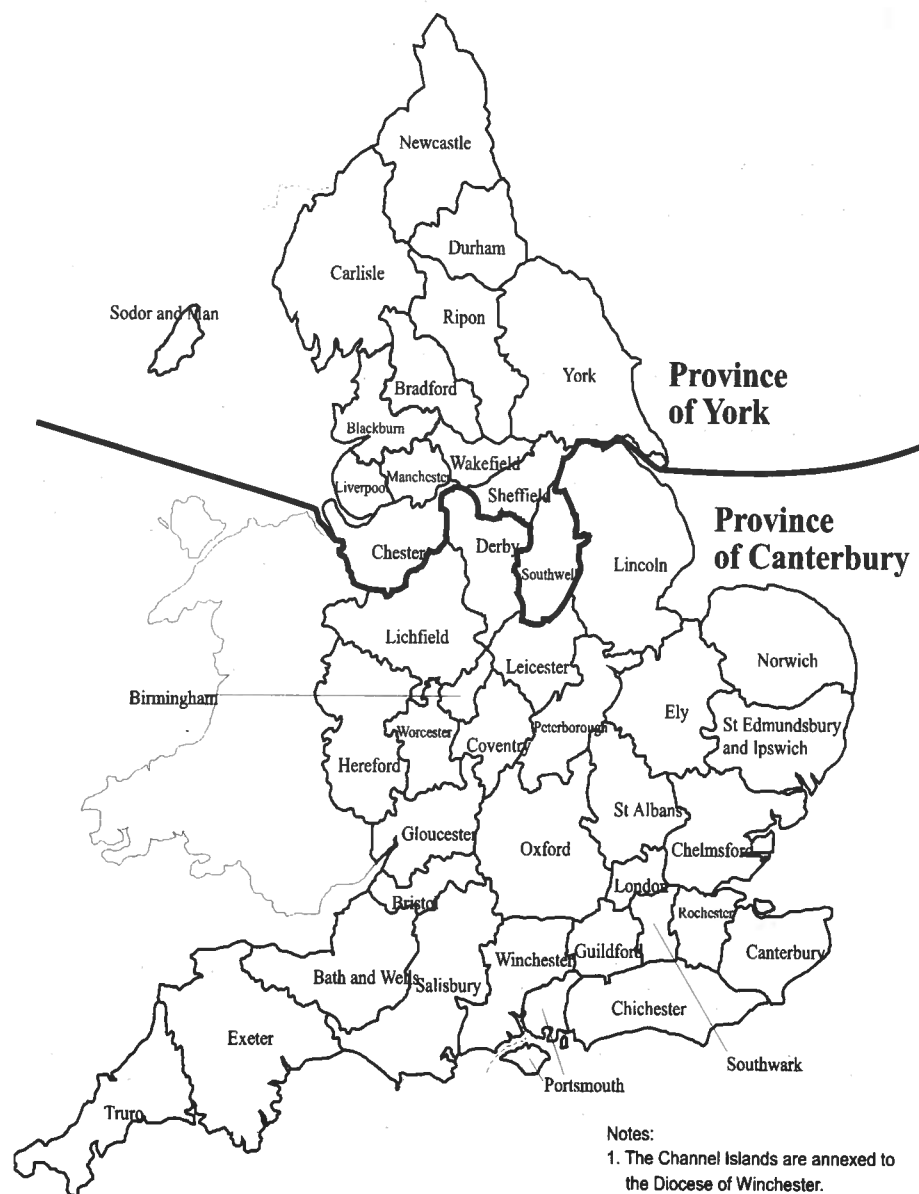 Newcastle
Durham
Carlisle
Sodor and Man
Ripon
York
Province
of York
Bradford
Blackburn
Wakefield
Manchester
Liverpool
Sheffield
Province
of Canterbury
Chester
Derby
Southwell
Lincoln
Lichfield
Leicester
Norwich
Birmingham
Ely
Worcester
Peterborough
St Edmundsbury
and Ipswich
Coventry
Hereford
St Albans
Gloucester
Oxford
Chelmsford
London
Bristol
Rochester
Winchester
Guildford
Canterbury
Bath and Wells
Salisbury
Chichester
Exeter
Southwark
Portsmouth
Truro
Notes:
1. The Channel Islands are annexed to
the Diocese of Winchester.